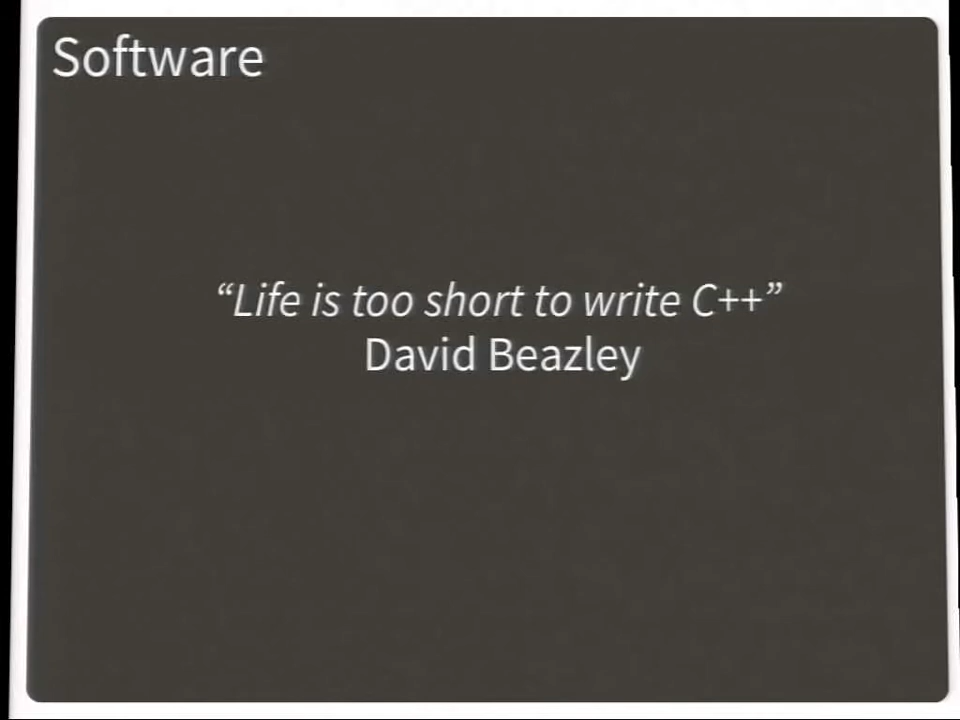 Software
“Life is too short to write C++”
David Beazley